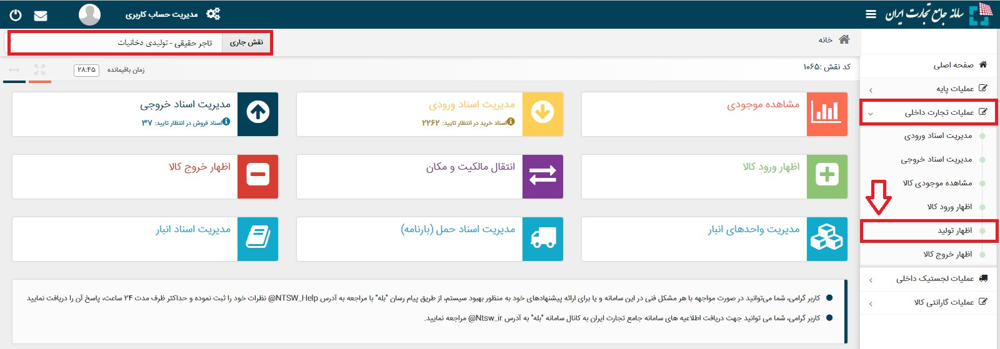 سامانه جامع تجارت ایران
مدیریت حساب کاربری
خانه
نقش جاری
تاجر حقیقی - تولیدی دخانیات
کد نقش :۱۰۶۵
زمان باقیمانده
۲۸:۴۵
صفحه اصلی
عملیات پایه
عملیات تجارت داخلی
مدیریت اسناد ورودی
مدیریت اسناد خروجی
مشاهده موجودی کالا
اظهار ورود کالا
اظهار تولید
اظهار خروج کالا
عملیات لجستیک داخلی
عملیات گارانتی کالا
مشاهده موجودی
مدیریت اسناد ورودی
اسناد خرید در انتظار تایید: ۲۲۶۲
مدیریت اسناد خروجی
اسناد فروش در انتظار تایید: ۳۷
اظهار ورود کالا
انتقال مالکیت و مکان
اظهار خروج کالا
مدیریت واحدهای انبار
مدیریت اسناد حمل (بارنامه)
مدیریت اسناد انبار
کاربر گرامی، شما می‌توانید در صورت مواجهه با هر مشکل فنی در این سامانه و یا برای ارائه پیشنهادهای خود به منظور بهبود سیستم، از طریق پیام رسان "بله" با مراجعه به آدرس NTSW_Help@ نظرات خود را ثبت نموده و حداکثر ظرف مدت ۲۴ ساعت، پاسخ آن را دریافت نمایید
کاربر گرامی، شما می توانید جهت دریافت اطلاعیه های سامانه جامع تجارت ایران به کانال سامانه "بله" به آدرس Ntsw_ir@ مراجعه نمایید.